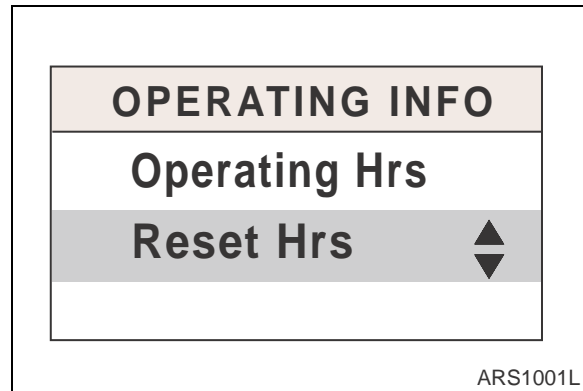 OPERATING INFO
Operating Hrs
Reset Hrs
ARS1001L